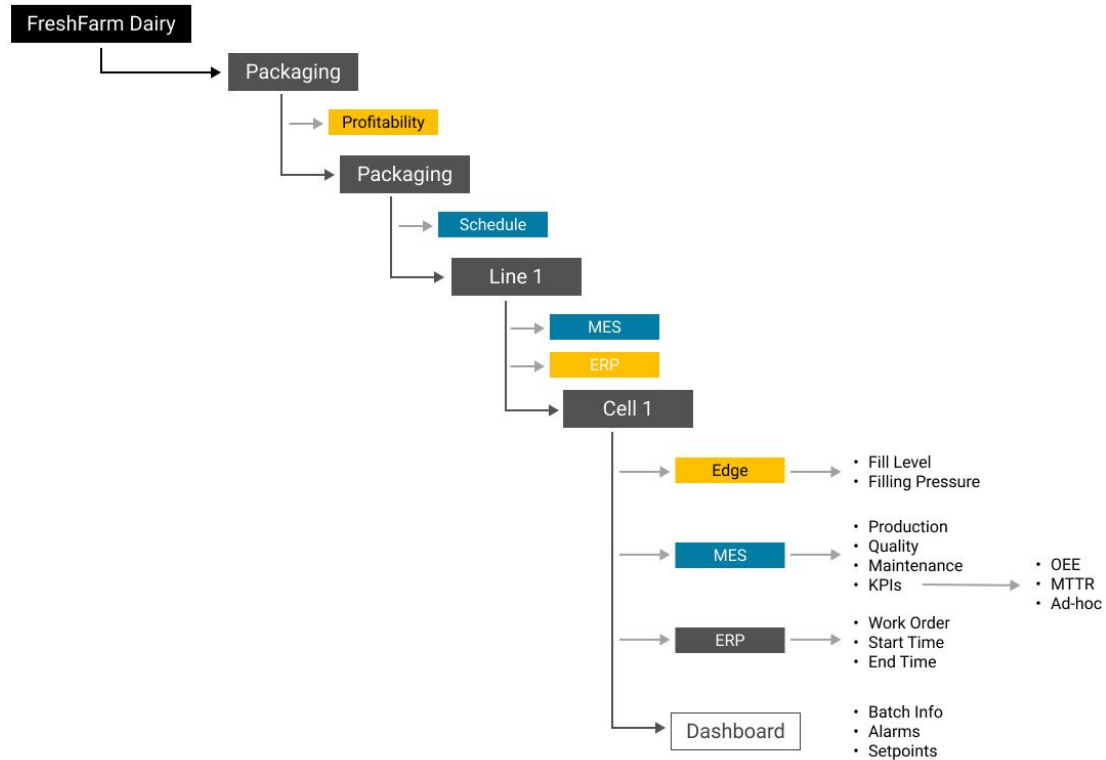 FreshFarm Dairy
Packaging
Profitability
Packaging
Schedule
Line 1
MES
ERP
Cell 1
Edge
• Fill Level
• Filling Pressure
MES
• Production
• Quality
• Maintenance
• KPIs
• OEE
• MTTR
• Ad-hoc
ERP
• Work Order
• Start Time
• End Time
Dashboard
• Batch Info
• Alarms
• Setpoints